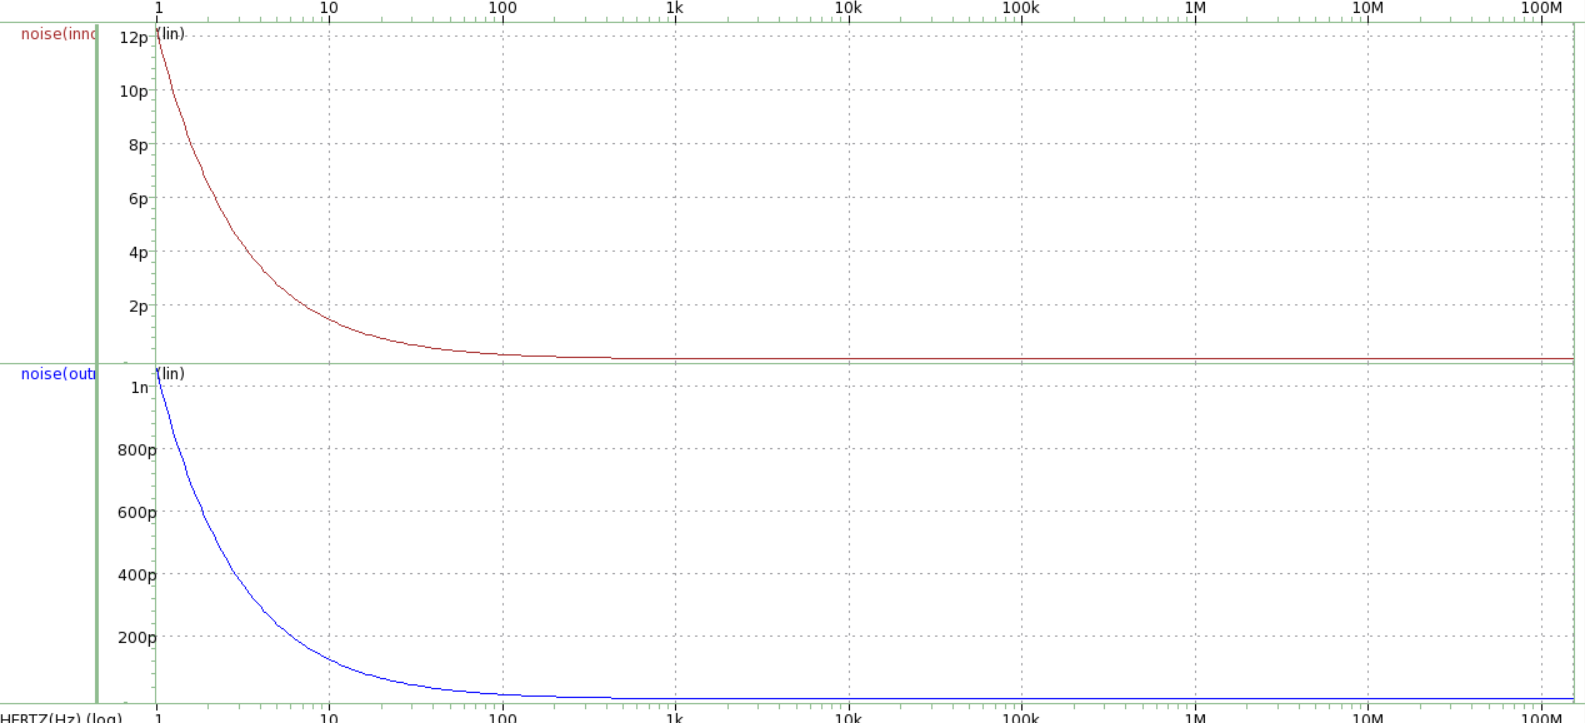 1 10 100 1k 10k 100k 1M 10M 100M
noise(inno
12p (lin)
10p
8p
6p
4p
2p
noise(out
(lin)
1n
800p
600p
400p
200p
HERTZ(Hz) (log) 1 10 100 1k 10k 100k 1M 10M 100M